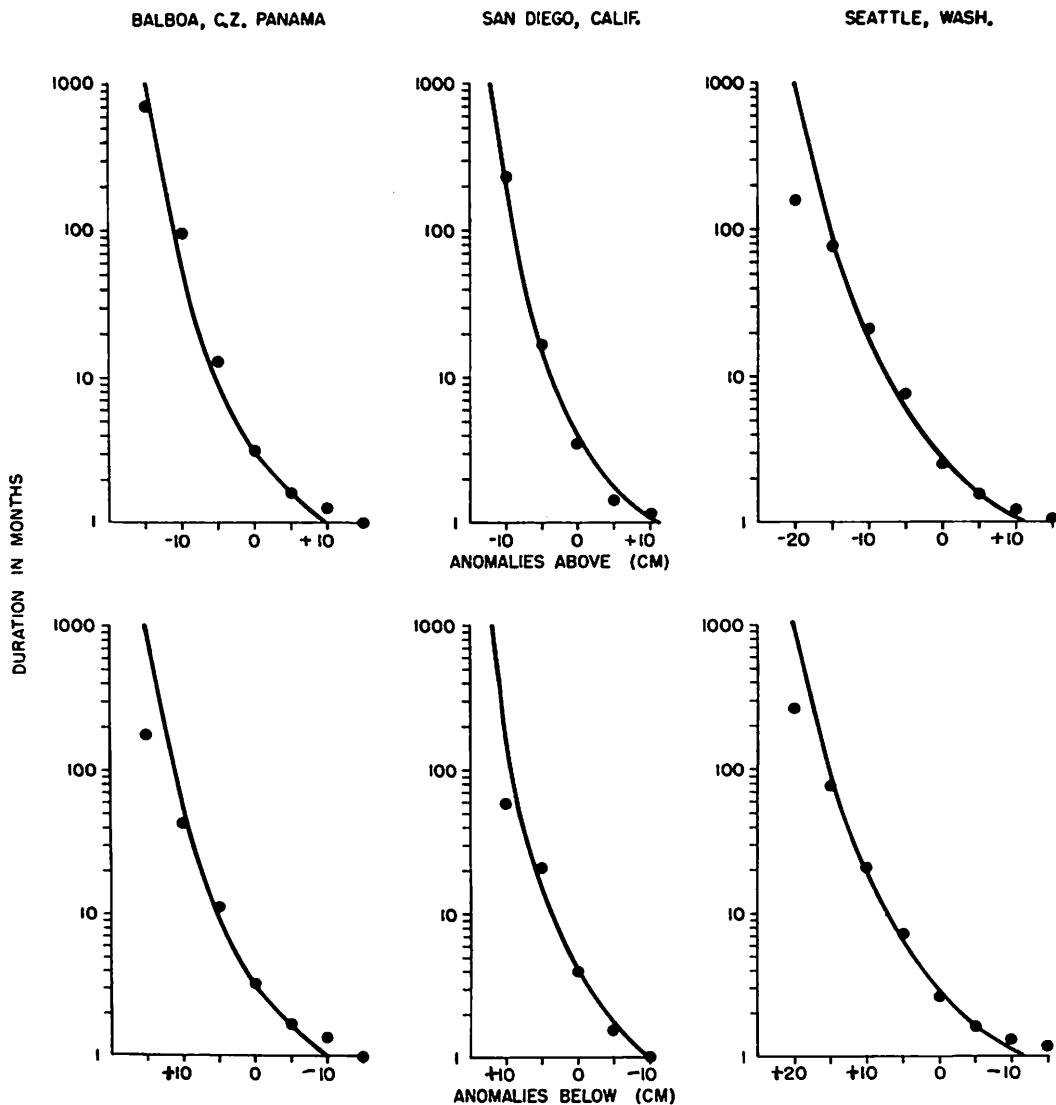 BALBOA, C.Z. PANAMA
SAN DIEGO, CALIF.
SEATTLE, WASH.
DURATION IN MONTHS
1000
100
10
1
-10 0 +10
1000
100
10
1
-10 0 +10
1000
100
10
1
-20 -10 0 +10
ANOMALIES ABOVE (CM)
1000
100
10
1
+10 0 -10
1000
100
10
1
+10 0 -10
1000
100
10
1
+20 +10 0 -10
ANOMALIES BELOW (CM)